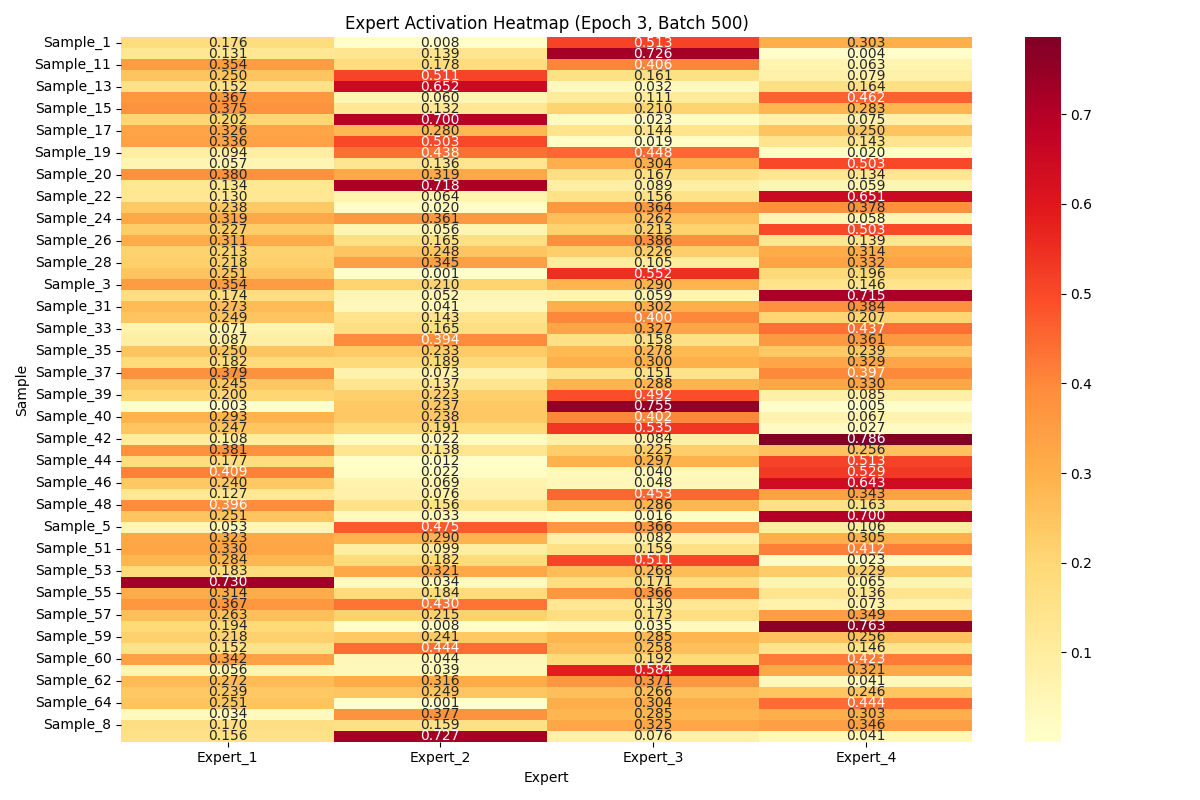 Expert Activation Heatmap (Epoch 3, Batch 500)
Sample_1 0.176 0.008 0.513 0.303
0.131 0.139 0.726 0.004
Sample_11 0.354 0.178 0.406 0.063
0.250 0.511 0.161 0.079
Sample_13 0.152 0.652 0.032 0.164
0.367 0.060 0.111 0.462
Sample_15 0.375 0.132 0.210 0.283
0.202 0.700 0.023 0.075
Sample_17 0.326 0.280 0.144 0.250
0.336 0.503 0.019 0.143
Sample_19 0.094 0.438 0.448 0.020
0.057 0.136 0.304 0.503
Sample_20 0.380 0.319 0.167 0.134
0.134 0.718 0.089 0.059
Sample_22 0.130 0.064 0.156 0.651
0.238 0.020 0.364 0.378
Sample_24 0.319 0.361 0.262 0.058
0.227 0.056 0.213 0.503
Sample_26 0.311 0.165 0.386 0.139
0.213 0.248 0.226 0.314
Sample_28 0.218 0.345 0.105 0.332
0.251 0.001 0.552 0.196
Sample_3 0.354 0.210 0.290 0.146
0.174 0.052 0.059 0.715
Sample_31 0.273 0.041 0.302 0.384
0.249 0.143 0.400 0.207
Sample_33 0.071 0.165 0.327 0.437
0.087 0.394 0.158 0.361
Sample_35 0.250 0.233 0.278 0.239
0.182 0.189 0.300 0.329
Sample_37 0.379 0.073 0.151 0.397
0.245 0.137 0.288 0.330
Sample_39 0.200 0.223 0.492 0.085
0.003 0.237 0.755 0.005
Sample_40 0.293 0.238 0.402 0.067
0.247 0.191 0.535 0.027
Sample_42 0.108 0.022 0.084 0.786
0.381 0.138 0.225 0.256
Sample_44 0.177 0.012 0.297 0.513
0.409 0.022 0.040 0.529
Sample_46 0.240 0.069 0.048 0.643
0.127 0.076 0.453 0.343
Sample_48 0.396 0.156 0.286 0.163
0.251 0.033 0.016 0.700
Sample_5 0.053 0.475 0.366 0.106
0.323 0.290 0.082 0.305
Sample_51 0.330 0.099 0.159 0.412
0.284 0.182 0.511 0.023
Sample_53 0.183 0.321 0.268 0.229
0.730 0.034 0.171 0.065
Sample_55 0.314 0.184 0.366 0.136
0.367 0.430 0.130 0.073
Sample_57 0.263 0.215 0.173 0.349
0.194 0.008 0.035 0.763
Sample_59 0.218 0.241 0.285 0.256
0.152 0.444 0.258 0.146
Sample_60 0.342 0.044 0.192 0.423
0.056 0.039 0.584 0.321
Sample_62 0.272 0.316 0.371 0.041
0.239 0.249 0.266 0.246
Sample_64 0.251 0.001 0.304 0.444
0.034 0.377 0.285 0.303
Sample_8 0.170 0.159 0.325 0.346
0.156 0.727 0.076 0.041
Expert_1 Expert_2 Expert_3 Expert_4
Expert
Sample
0.7
0.6
0.5
0.4
0.3
0.2
0.1